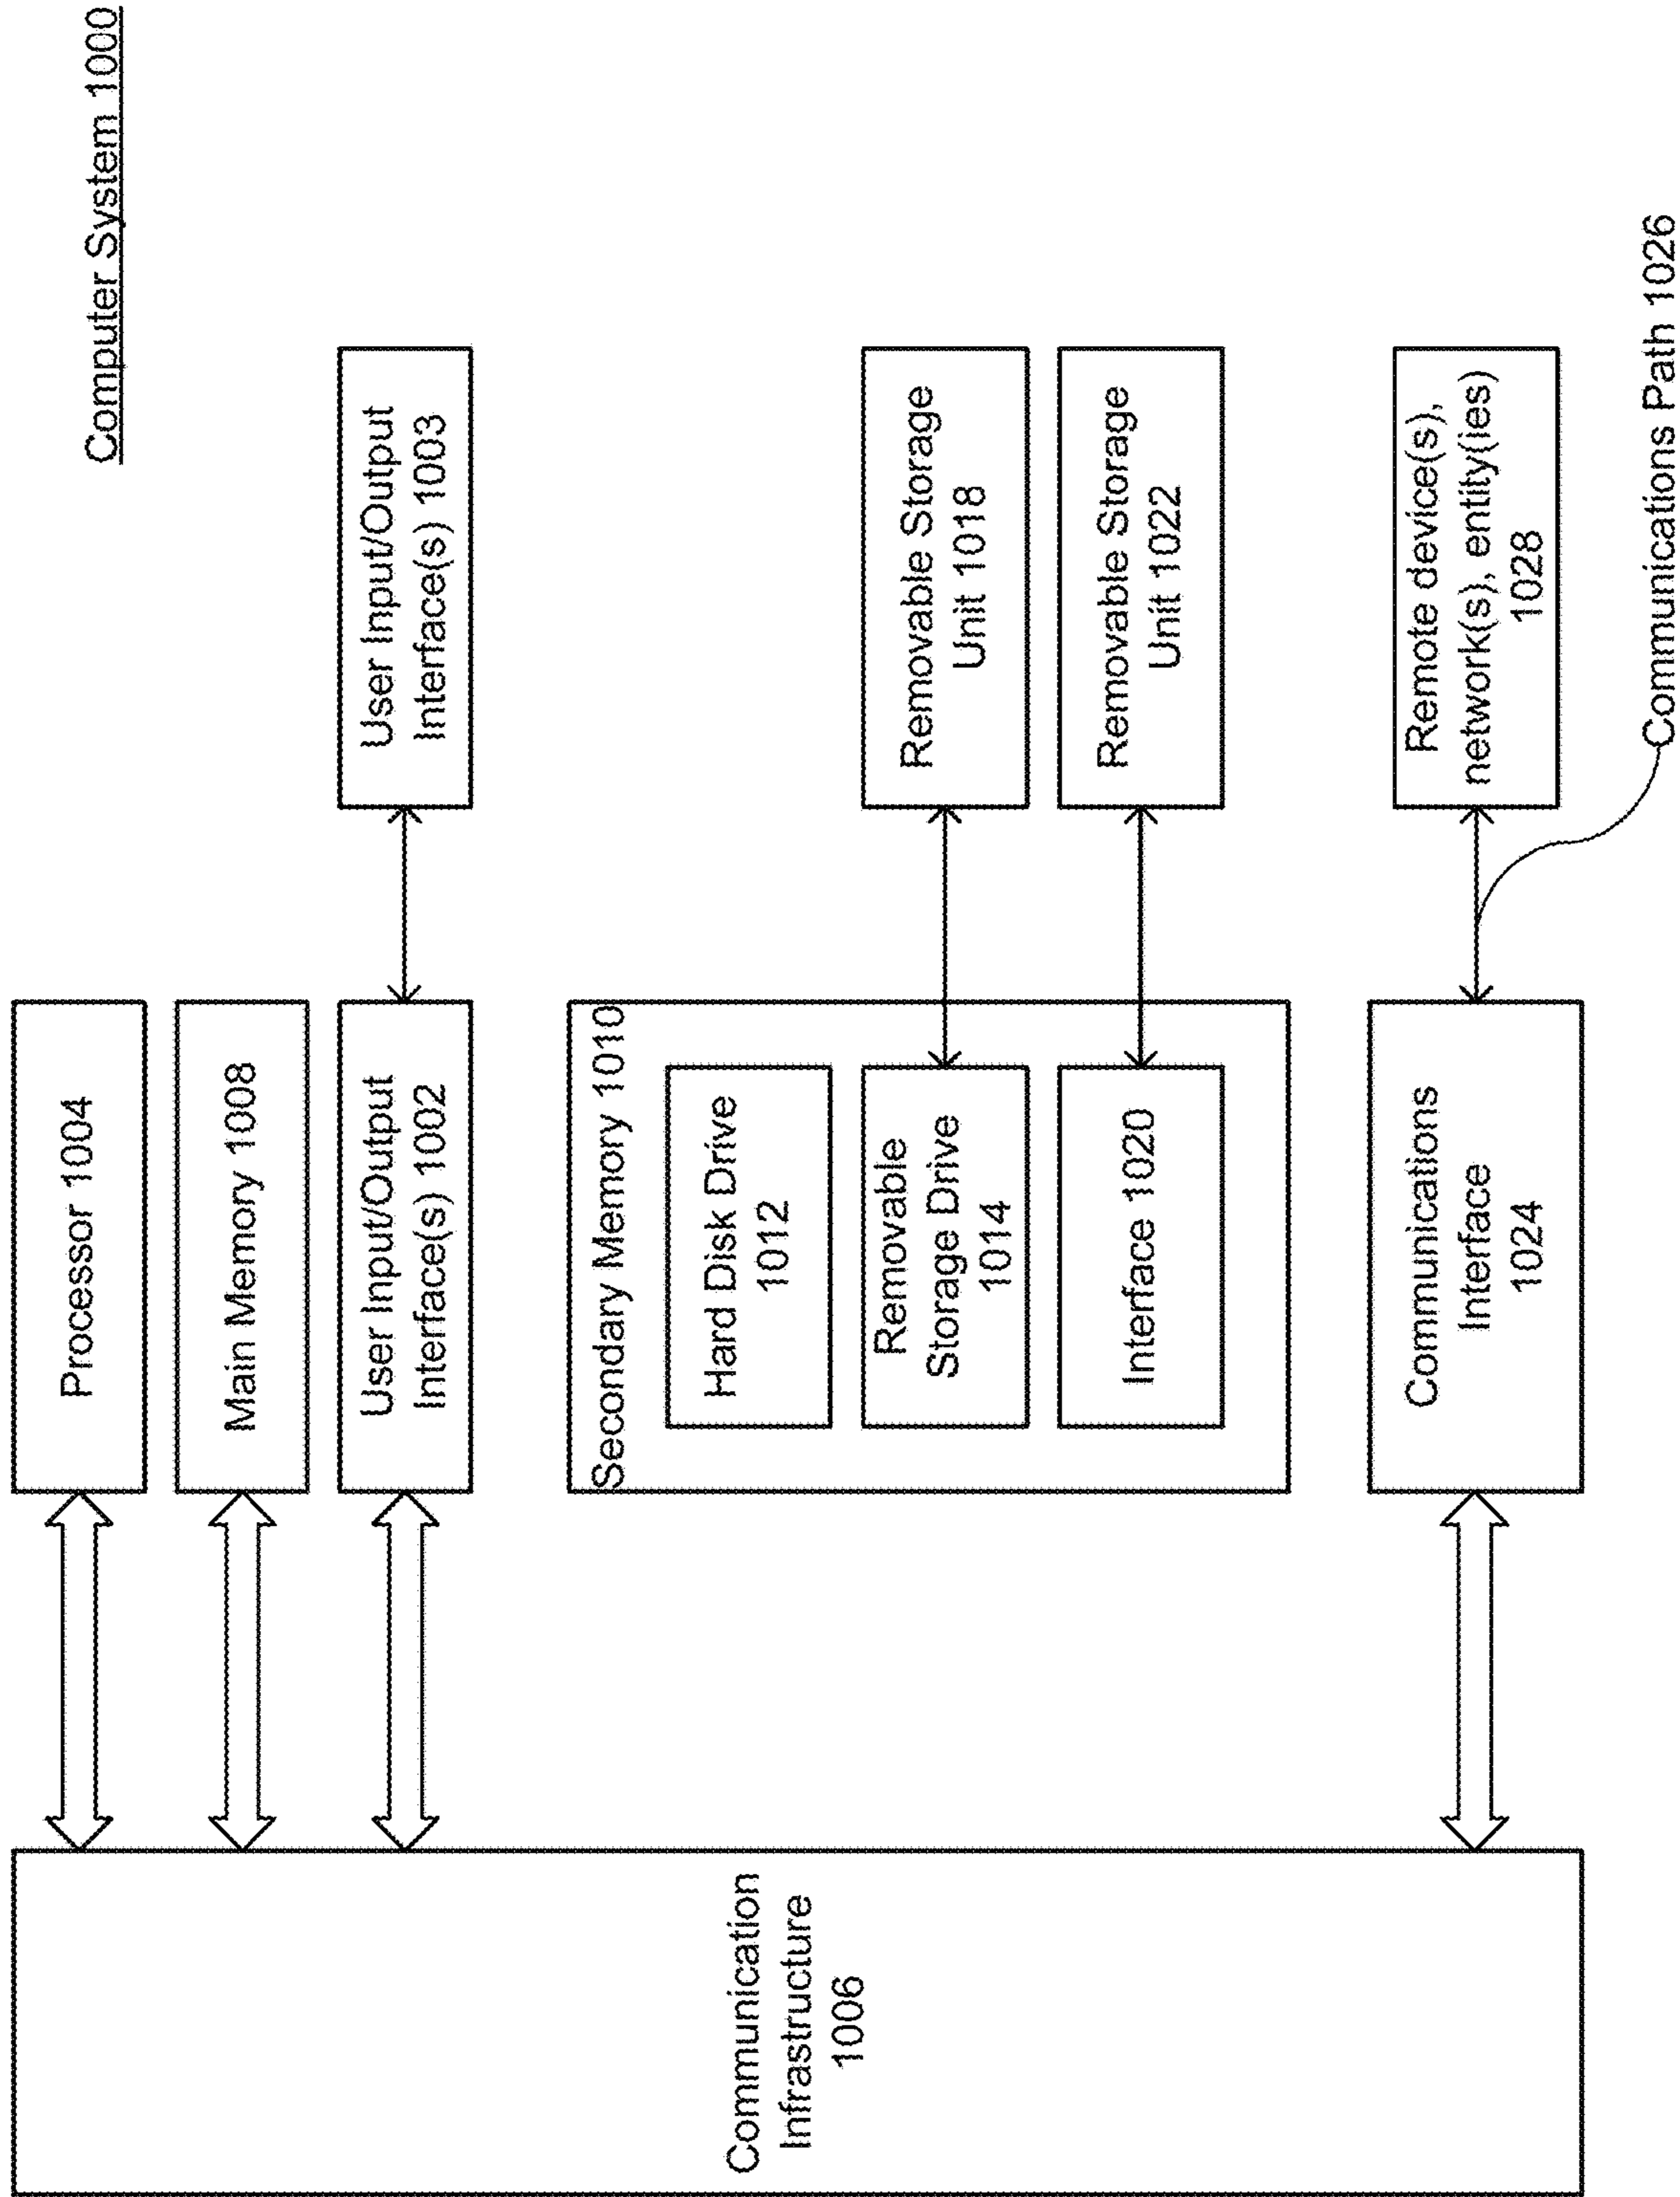 Computer System 1000
Processor 1004
Main Memory 1008
User Input/Output
Interface(s) 1002
User Input/Output
Interface(s) 1003
Communication
Infrastructure
1006
Secondary Memory 1010
Hard Disk Drive
1012
Removable
Storage Drive
1014
Removable Storage
Unit 1018
Interface 1020
Removable Storage
Unit 1022
Communications
Interface
1024
Remote device(s),
network(s), entity(ies)
1028
Communications Path 1026